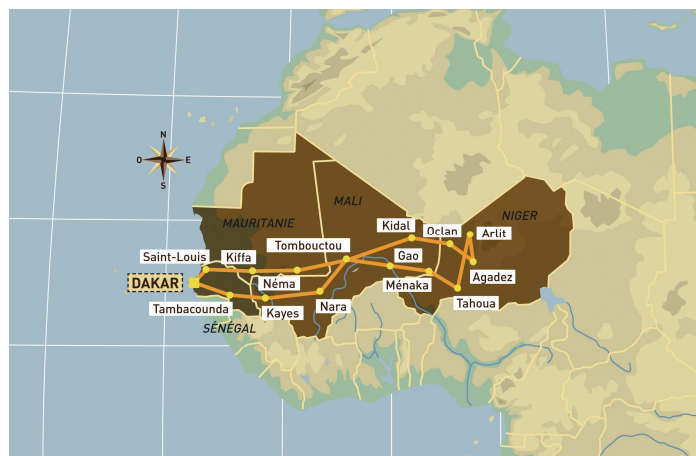 N
O E
S
MAURITANIE
MALI
NIGER
Kidal
Oclan
Arlit
Tombouctou
Saint-Louis
Kiffa
Gao
DAKAR
Néma
Ménaka
Agadez
Tambacounda
Kayes
Nara
Tahoua
SÉNÉGAL